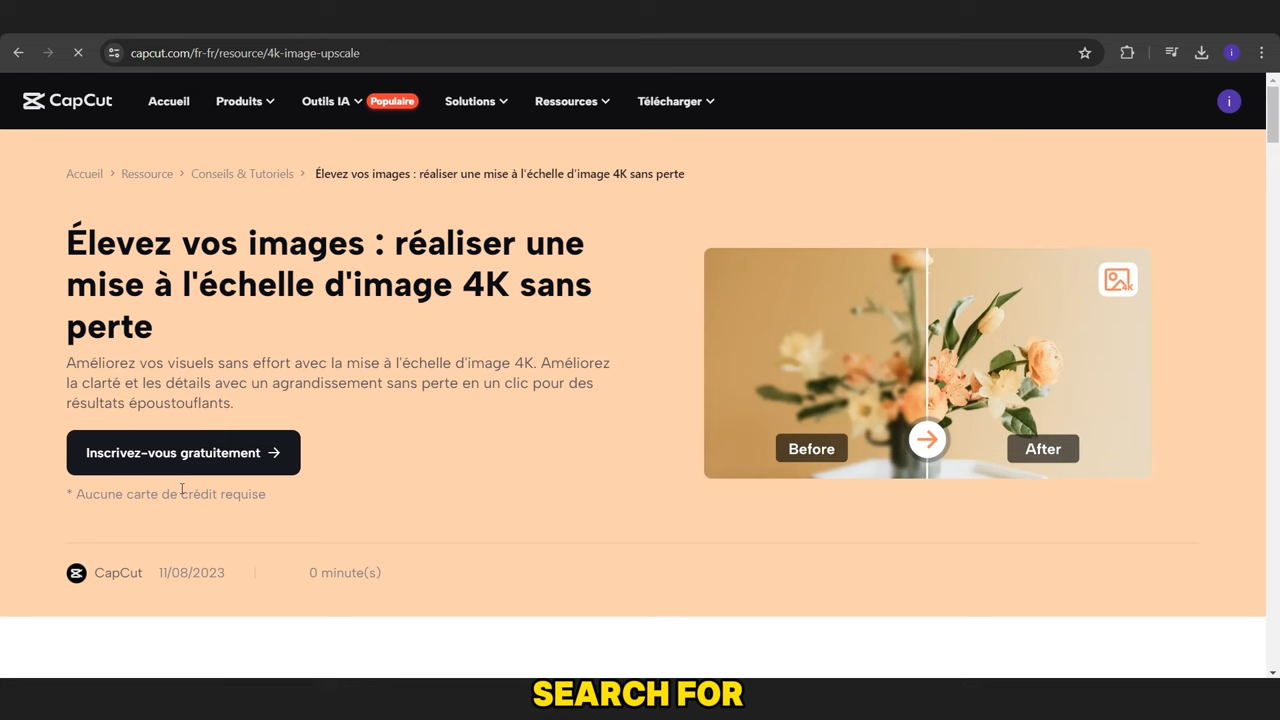 capcut.com/fr-fr/resource/4k-image-upscale
i
CapCut
Accueil
Produits
Outils IA
Populaire
Solutions
Ressources
Télécharger
i
Accueil > Ressource > Conseils & Tutoriels > Élevez vos images : réaliser une mise à l'échelle d'image 4K sans perte
Élevez vos images : réaliser une
mise à l'échelle d'image 4K sans
perte
Améliorez vos visuels sans effort avec la mise à l'échelle d'image 4K. Améliorez
la clarté et les détails avec un agrandissement sans perte en un clic pour des
résultats époustouflants.
Inscrivez-vous gratuitement →
* Aucune carte de crédit requise
4K
Before
After
CapCut
11/08/2023
0 minute(s)
SEARCH FOR